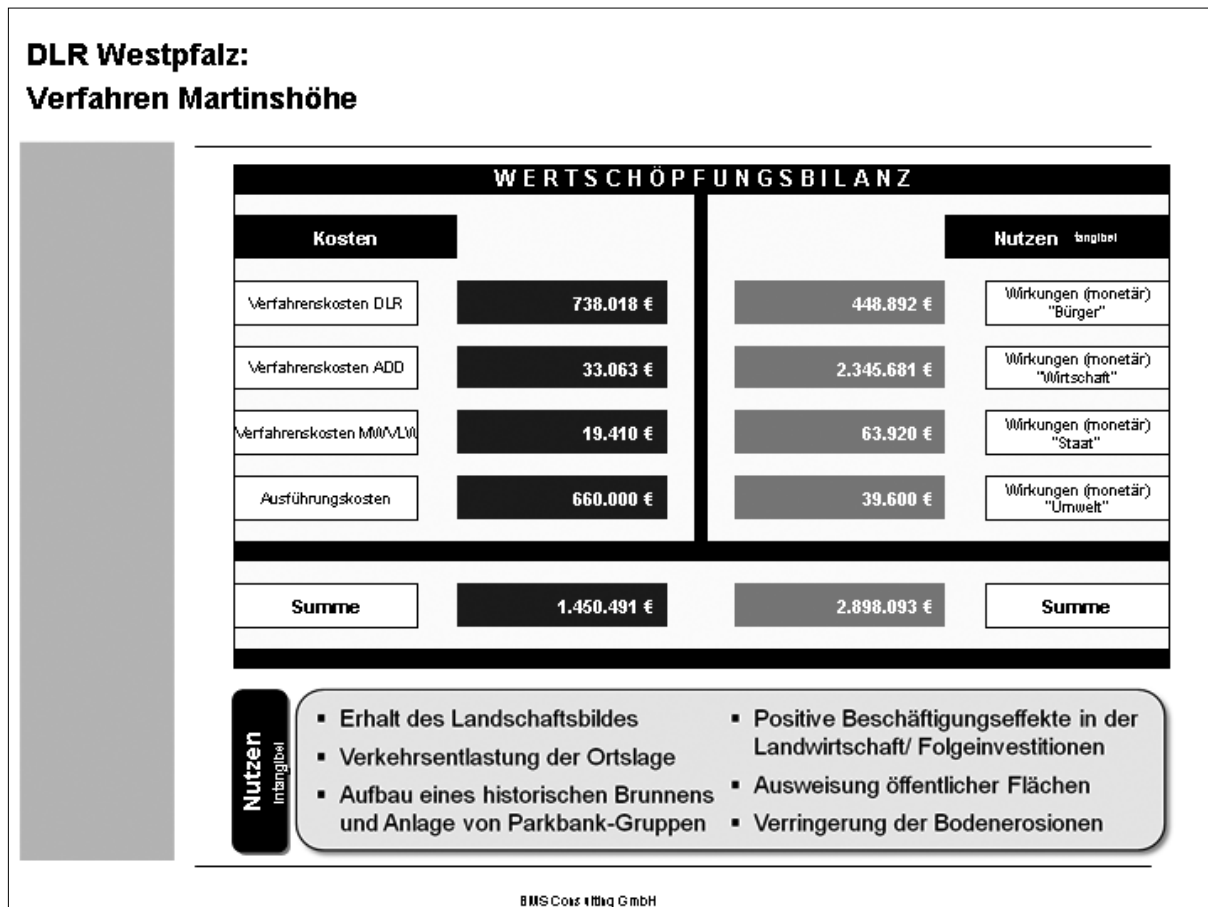 DLR Westpfalz:
Verfahren Martinshöhe
WERTSCHÖPFUNGSBILANZ
Kosten
Nutzen tangibel
Verfahrenskosten DLR
738.018 €
448.892 €
Wirkungen (monetär)
"Bürger"
Verfahrenskosten ADD
33.063 €
2.345.681 €
Wirkungen (monetär)
"Wirtschaft"
Verfahrenskosten MWVLW
19.410 €
63.920 €
Wirkungen (monetär)
"Staat"
Ausführungskosten
660.000 €
39.600 €
Wirkungen (monetär)
"Umwelt"
Summe
1.450.491 €
2.898.093 €
Summe
Nutzen
intangibel
▪ Erhalt des Landschaftsbildes
▪ Verkehrsentlastung der Ortslage
▪ Aufbau eines historischen Brunnens
und Anlage von Parkbank-Gruppen
▪ Positive Beschäftigungseffekte in der
Landwirtschaft/ Folgeinvestitionen
▪ Ausweisung öffentlicher Flächen
▪ Verringerung der Bodenerosionen
BMS Consulting GmbH